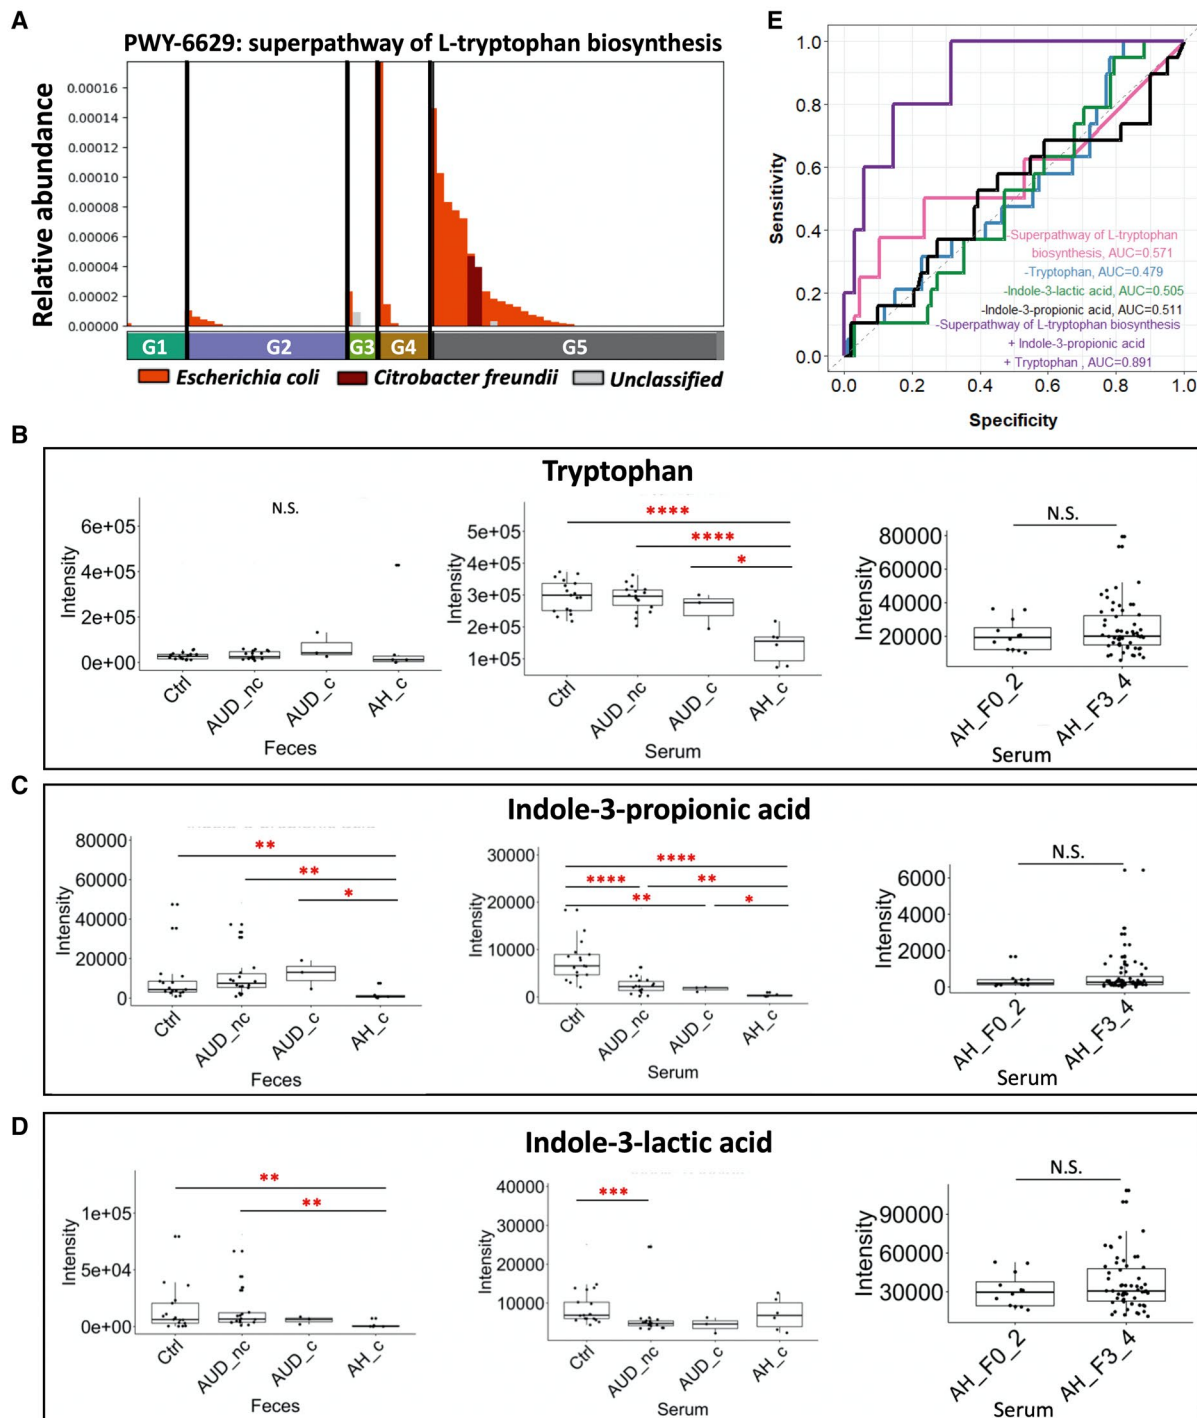 A
PWY-6629: superpathway of L-tryptophan biosynthesis
Relative abundance
0.00016
0.00014
0.00012
0.00010
0.00008
0.00006
0.00004
0.00002
0.00000
G1 G2 G3 G4 G5
Escherichia coli Citrobacter freundii Unclassified
E
Sensitivity
1.0
0.8
0.6
0.4
0.2
0.0
-Superpathway of L-tryptophan
biosynthesis, AUC=0.571
-Tryptophan, AUC=0.479
-Indole-3-lactic acid, AUC=0.505
-Indole-3-propionic acid, AUC=0.511
-Superpathway of L-tryptophan biosynthesis
+ Indole-3-propionic acid
+ Tryptophan , AUC=0.891
0.0 0.2 0.4 0.6 0.8 1.0
Specificity
B
Tryptophan
N.S.
Intensity
6e+05
4e+05
2e+05
0e+00
Ctrl AUD_nc AUD_c AH_c
Feces
****
****
*
Intensity
5e+05
4e+05
3e+05
2e+05
1e+05
Ctrl AUD_nc AUD_c AH_c
Serum
N.S.
Intensity
80000
60000
40000
20000
AH_F0_2 AH_F3_4
Serum
C
Indole-3-propionic acid
**
**
*
Intensity
80000
60000
40000
20000
0
Ctrl AUD_nc AUD_c AH_c
Feces
****
**** **
** *
Intensity
30000
20000
10000
0
Ctrl AUD_nc AUD_c AH_c
Serum
N.S.
Intensity
6000
4000
2000
0
AH_F0_2 AH_F3_4
Serum
D
Indole-3-lactic acid
**
**
Intensity
1e+05
5e+04
0e+00
Ctrl AUD_nc AUD_c AH_c
Feces
***
Intensity
40000
30000
20000
10000
Ctrl AUD_nc AUD_c AH_c
Serum
N.S.
Intensity
90000
60000
30000
AH_F0_2 AH_F3_4
Serum